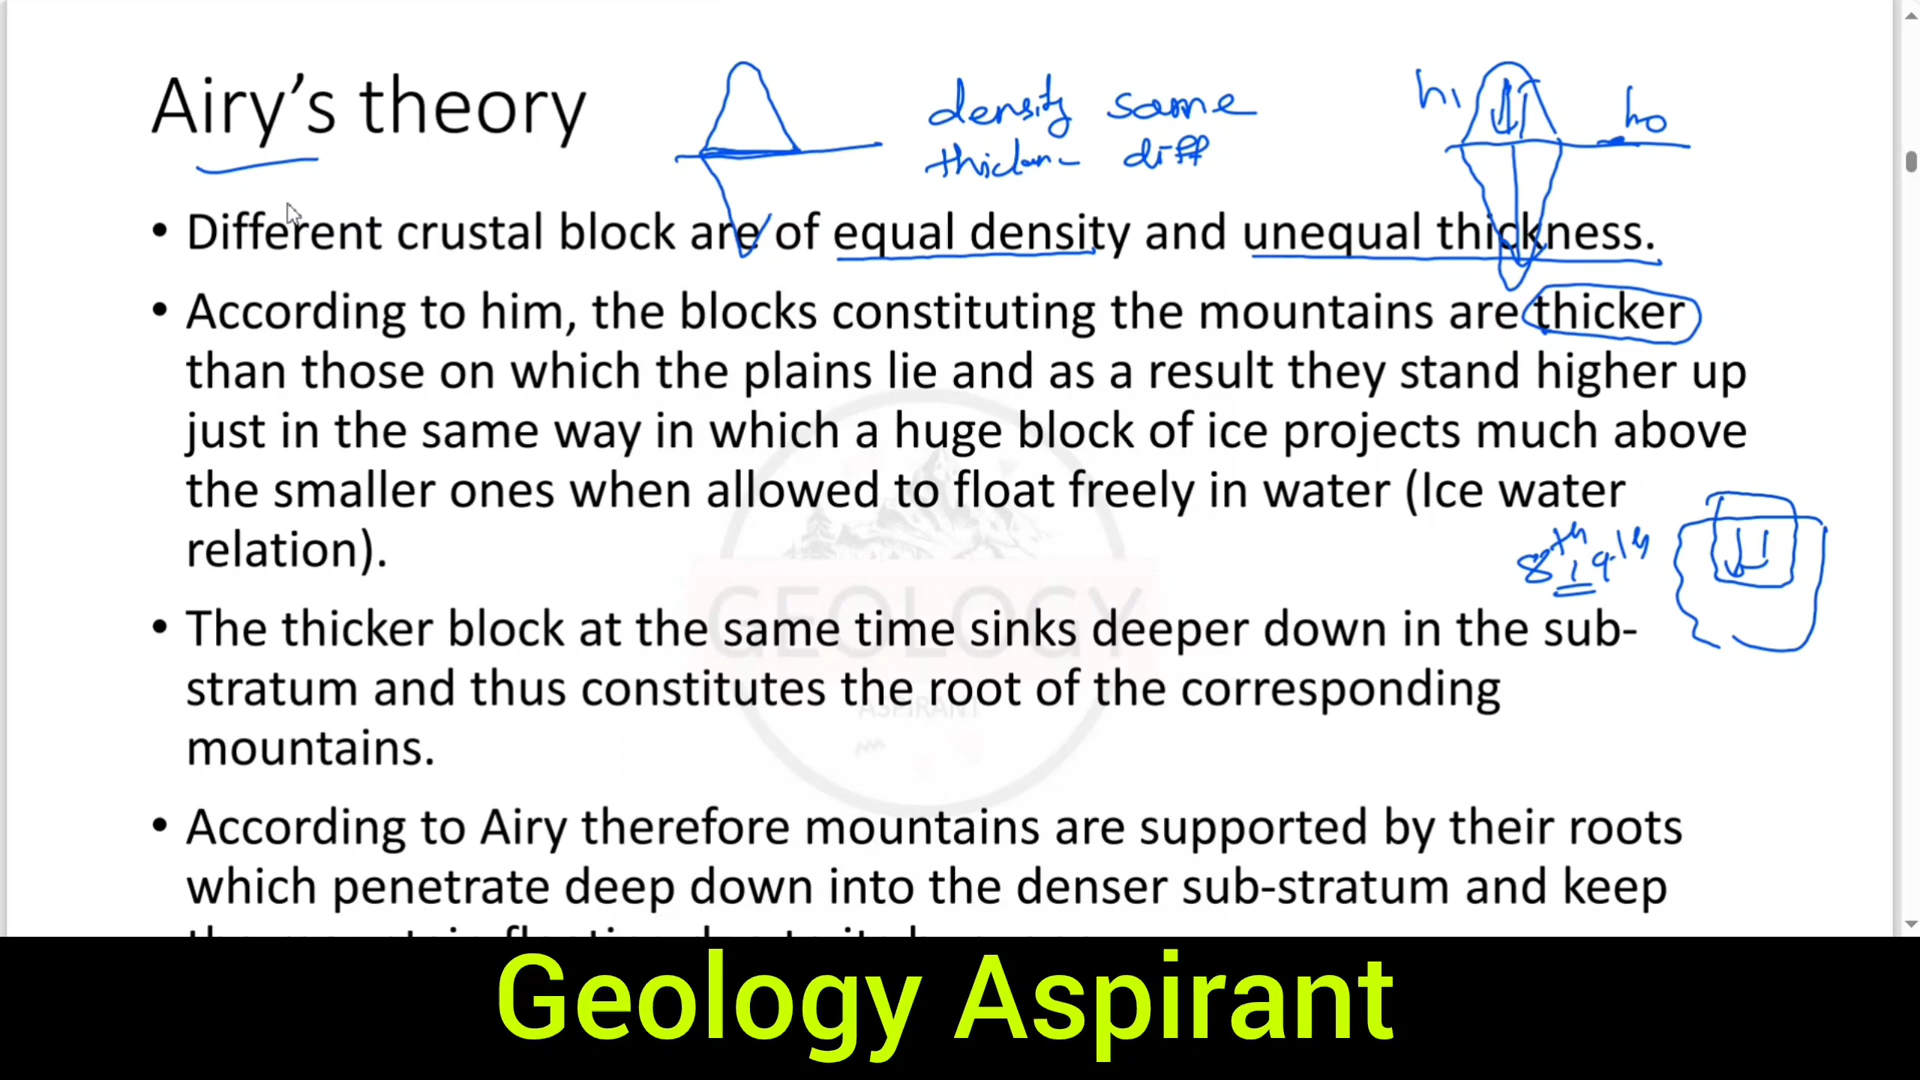 Airy's theory
density same
thick diff
h1
h0
• Different crustal block are of equal density and unequal thickness.
• According to him, the blocks constituting the mountains are thicker
than those on which the plains lie and as a result they stand higher up
just in the same way in which a huge block of ice projects much above
the smaller ones when allowed to float freely in water (Ice water
relation).
8th 1 9th
• The thicker block at the same time sinks deeper down in the sub-
stratum and thus constitutes the root of the corresponding
mountains.
• According to Airy therefore mountains are supported by their roots
which penetrate deep down into the denser sub-stratum and keep
GEOLOGY
ASPIRANT
Geology Aspirant